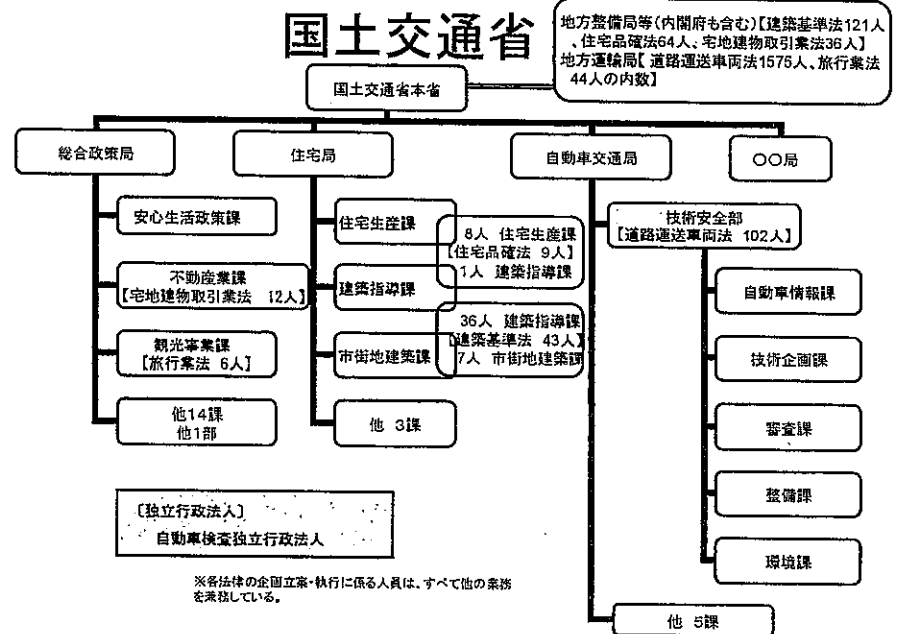 国土交通省
地方整備局等(内閣府も含む)【建築基準法121人
、住宅品確法64人、宅地建物取引業法36人】
地方運輸局【 道路運送車両法1575人、旅行業法
44人の内数】
国土交通省本省
総合政策局
住宅局
自動車交通局
〇〇局
安心生活政策課
不動産業課
【宅地建物取引業法 12人】
観光事業課
【旅行業法 6人】
他14課
他1部
住宅生産課
建築指導課
市街地建築課
他 3課
8人 住宅生産課
【住宅品確法 9人】
1人 建築指導課
36人 建築指導課
【建築基準法 43人】
7人 市街地建築課
技術安全部
【道路運送車両法 102人】
自動車情報課
技術企画課
審査課
整備課
環境課
他 5課
〔独立行政法人〕
自動車検査独立行政法人
※各法律の企画立案・執行に係る人員は、すべて他の業務
を兼務している。